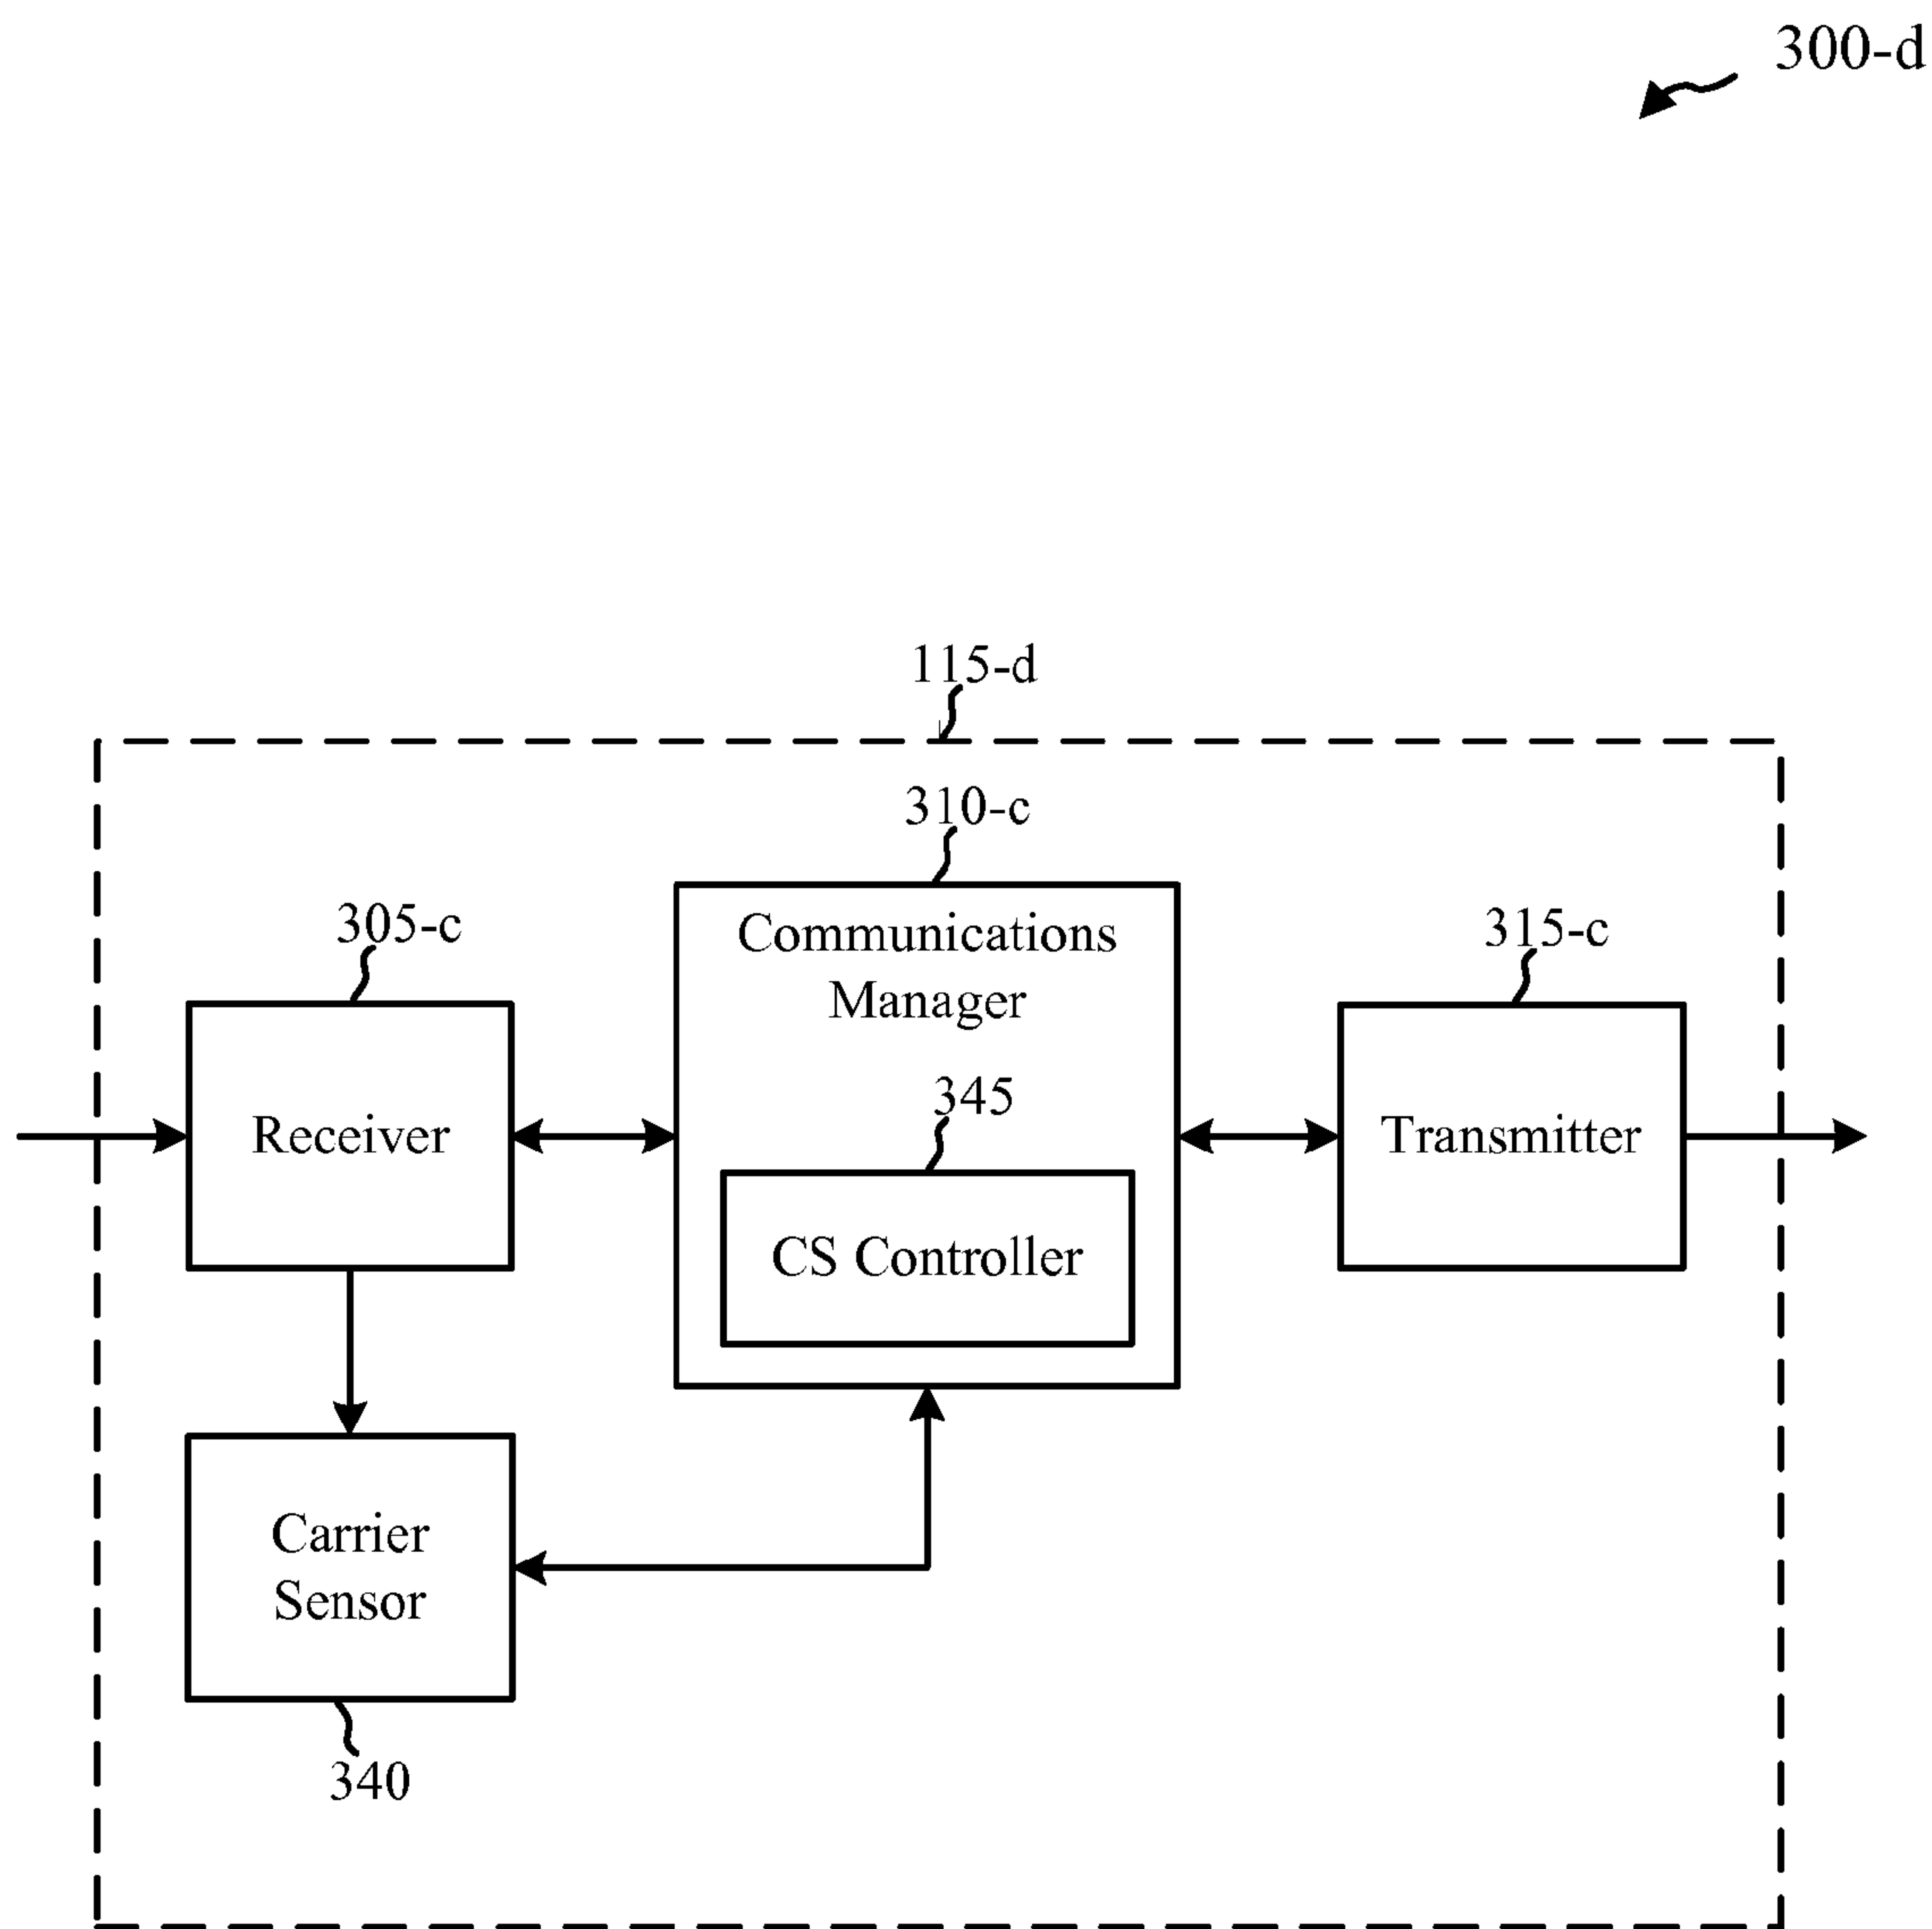 300-d
115-d
310-c
Communications
Manager
305-c
315-c
345
Receiver
Transmitter
CS Controller
Carrier
Sensor
340